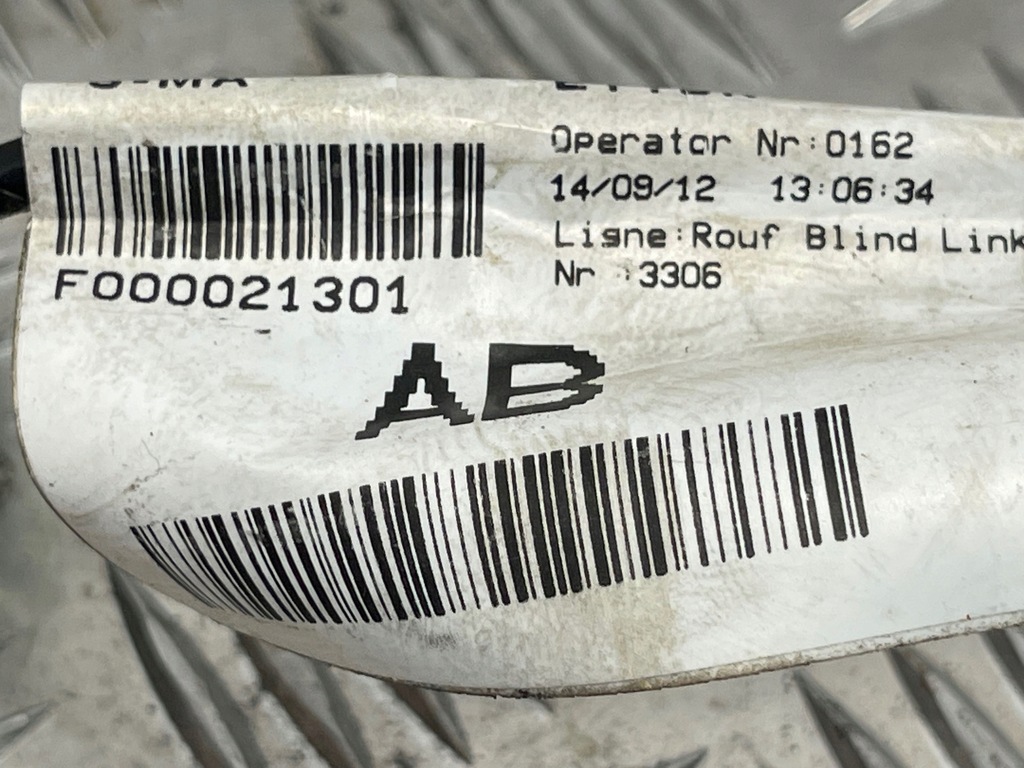 Operator Nr:0162
14/09/12 13:06:34
Ligne:Rouf Blind Link
Nr :3306
F000021301
AB